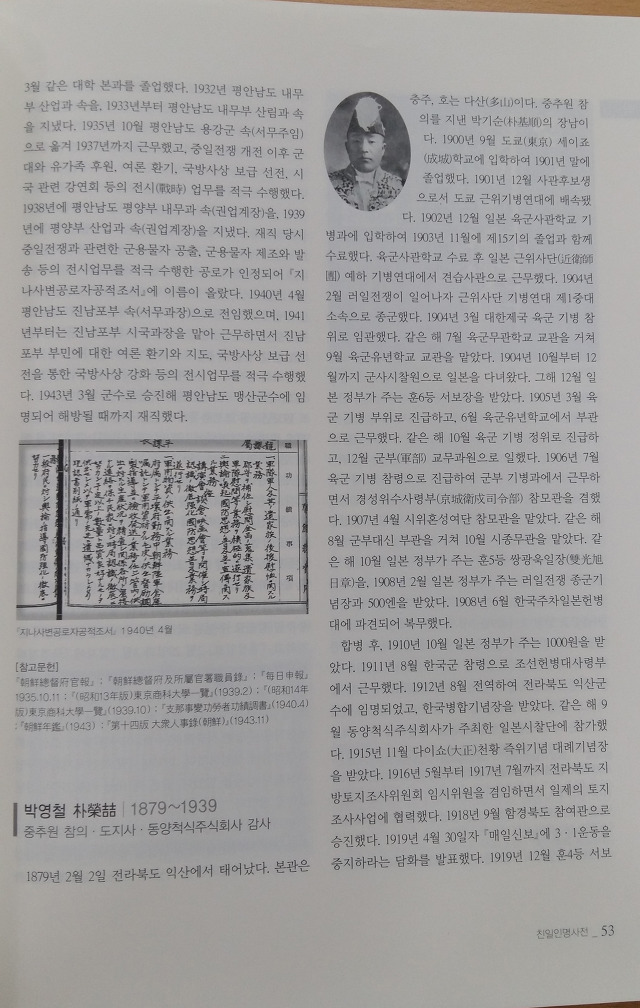 3월 같은 대학 본과를 졸업했다. 1932년 평안남도 내무
부 산업과 속을, 1933년부터 평안남도 내무부 산림과 속
을 지냈다. 1935년 10월 평안남도 용강군 속(서무주임)
으로 옮겨 1937년까지 근무했고, 중일전쟁 개전 이후 군
대와 유가족 후원, 여론 환기, 국방사상 보급 선전, 시
국 관련 강연회 등의 전시(戰時) 업무를 적극 수행했다.
1938년에 평안남도 평양부 내무과 속(권업계장)을, 1939
년에 평양부 산업과 속(권업계장)을 지냈다. 재직 당시
중일전쟁과 관련한 군용물자 공출, 군용물자 제조와 발
송 등의 전시업무를 적극 수행한 공로가 인정되어 『지
나사변공로자공적조서』에 이름이 올랐다. 1940년 4월
평안남도 진남포부 속(서무과장)으로 전임했으며, 1941
년부터는 진남포부 시국과장을 맡아 근무하면서 진남
포부 부민에 대한 여론 환기와 지도, 국방사상 보급 선
전을 통한 국방사상 강화 등의 전시업무를 적극 수행했
다. 1943년 3월 군수로 승진해 평안남도 맹산군수에 임
명되어 해방될 때까지 재직했다.
『지나사변공로자공적조서』 1940년 4월
[참고문헌]
『朝鮮總督府官報』; 『朝鮮總督府及所屬官署職員錄』; 『每日申報』
1935.10.11; 『(昭和13年版)東京商科大學一覽』(1939.2); 『(昭和14年
版)東京商科大學一覽』(1939.10); 『支那事變功勞者功績調書』(1940.4)
; 『朝鮮年鑑』(1943); 『第十四版 大衆人事錄(朝鮮)』(1943.11)
박영철 朴榮喆 | 1879~1939
중추원 참의 · 도지사 · 동양척식주식회사 감사
1879년 2월 2일 전라북도 익산에서 태어났다. 본관은
충주, 호는 다산(多山)이다. 중추원 참
의를 지낸 박기순(朴基順)의 장남이
다. 1900년 9월 도쿄(東京) 세이조
(成城)학교에 입학하여 1901년 말에
졸업했다. 1901년 12월 사관후보생
으로서 도쿄 근위기병연대에 배속됐
다. 1902년 12월 일본 육군사관학교 기
병과에 입학하여 1903년 11월에 제15기의 졸업과 함께
수료했다. 육군사관학교 수료 후 일본 근위사단(近衛師
團) 예하 기병연대에서 견습사관으로 근무했다. 1904년
2월 러일전쟁이 일어나자 근위사단 기병연대 제1중대
소속으로 종군했다. 1904년 3월 대한제국 육군 기병 참
위로 임관했다. 같은 해 7월 육군무관학교 교관을 거쳐
9월 육군유년학교 교관을 맡았다. 1904년 10월부터 12
월까지 군사시찰원으로 일본을 다녀왔다. 그해 12월 일
본 정부가 주는 훈6등 서보장을 받았다. 1905년 3월 육
군 기병 부위로 진급하고, 6월 육군유년학교에서 부관
으로 근무했다. 같은 해 10월 육군 기병 정위로 진급하
고, 12월 군부(軍部) 교무과원으로 일했다. 1906년 7월
육군 기병 참령으로 진급하여 군부 기병과에서 근무하
면서 경성위수사령부(京城衛戍司令部) 참모관을 겸했
다. 1907년 4월 시위혼성여단 참모관을 맡았다. 같은 해
8월 군부대신 부관을 거쳐 10월 시종무관을 맡았다. 같
은 해 10월 일본 정부가 주는 훈5등 쌍광욱일장(雙光旭
日章)을, 1908년 2월 일본 정부가 주는 러일전쟁 종군기
념장과 500엔을 받았다. 1908년 6월 한국주차일본헌병
대에 파견되어 복무했다.
합병 후, 1910년 10월 일본 정부가 주는 1000원을 받
았다. 1911년 8월 한국군 참령으로 조선헌병대사령부
에서 근무했다. 1912년 8월 전역하여 전라북도 익산군
수에 임명되었고, 한국병합기념장을 받았다. 같은 해 9
월 동양척식주식회사가 주최한 일본시찰단에 참가했
다. 1915년 11월 다이쇼(大正)천황 즉위기념 대례기념장
을 받았다. 1916년 5월부터 1917년 7월까지 전라북도 지
방토지조사위원회 임시위원을 겸임하면서 일제의 토지
조사사업에 협력했다. 1918년 9월 함경북도 참여관으로
승진했다. 1919년 4월 30일자 『매일신보』에 3 · 1운동을
중지하라는 담화를 발표했다. 1919년 12월 훈4등 서보
친일인명사전 _ 53